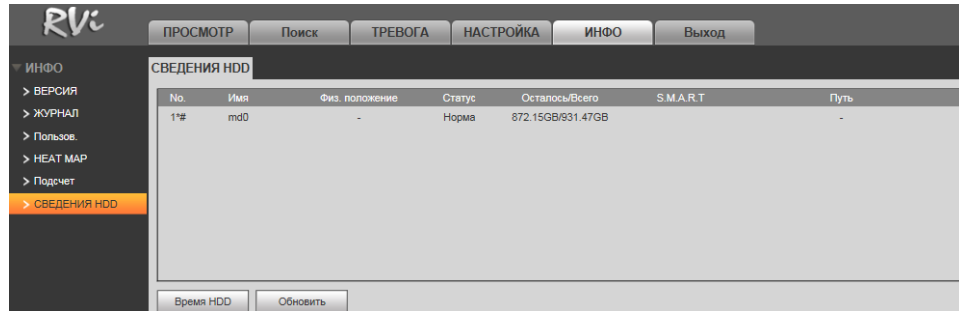 RVi
ПРОСМОТР Поиск ТРЕВОГА НАСТРОЙКА ИНФО Выход
ИНФО
ВЕРСИЯ
ЖУРНАЛ
Пользов.
HEAT MAP
Подсчет
СВЕДЕНИЯ HDD
СВЕДЕНИЯ HDD
No. Имя Физ. положение Статус Осталось/Всего S.M.A.R.T Путь
1*# md0 - Норма 872.15GB/931.47GB -
Время HDD Обновить